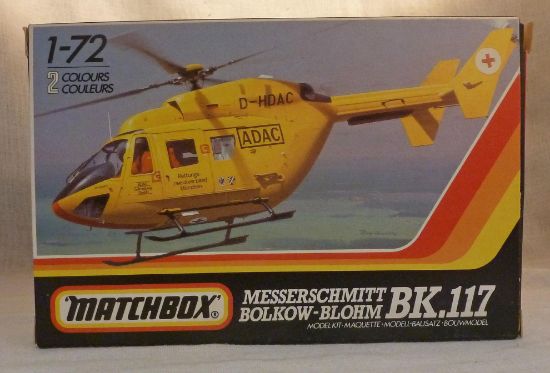 1-72
2 COLOURS
COULEURS
D-HDAC
ADAC
Rettungs
MATCHBOX®
MESSERSCHMITT
BOLKOW-BLOHM BK.117
MODEL KIT·MAQUETTE·MODELL-BAUSATZ·BOUWMODEL